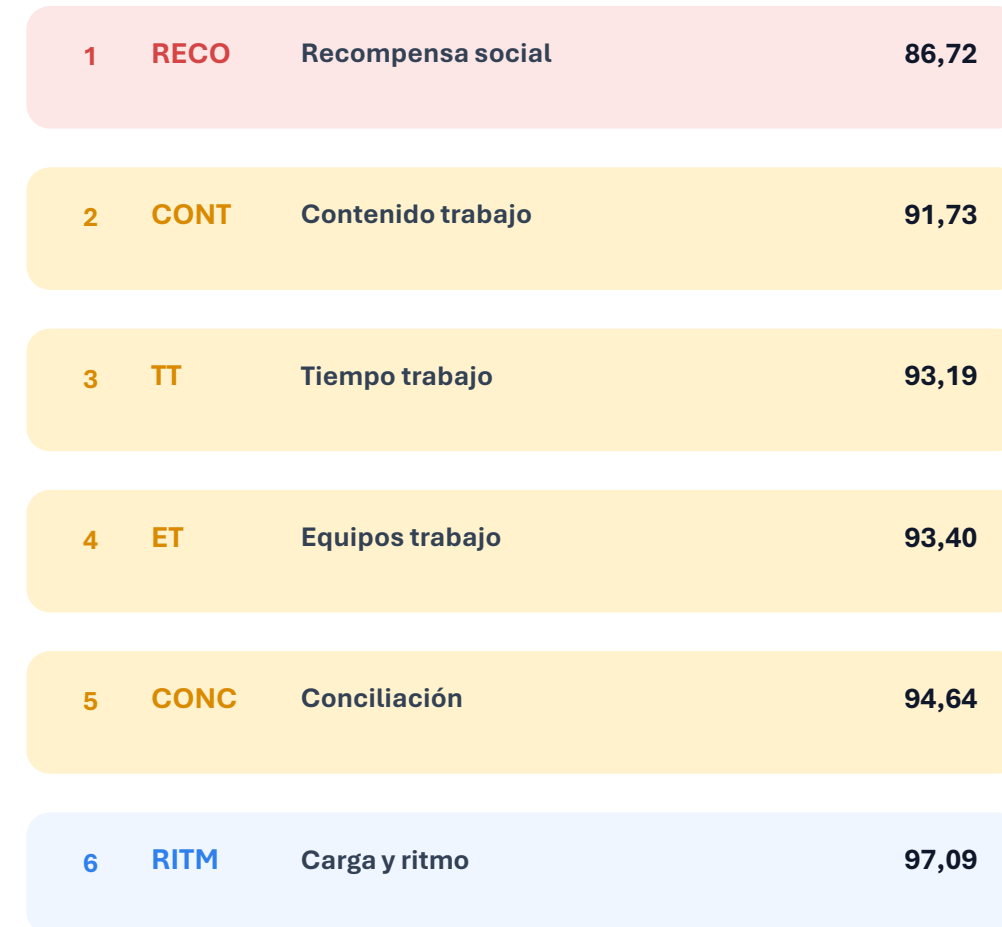 1 RECO Recompensa social 86,72
2 CONT Contenido trabajo 91,73
3 TT Tiempo trabajo 93,19
4 ET Equipos trabajo 93,40
5 CONC Conciliación 94,64
6 RITM Carga y ritmo 97,09